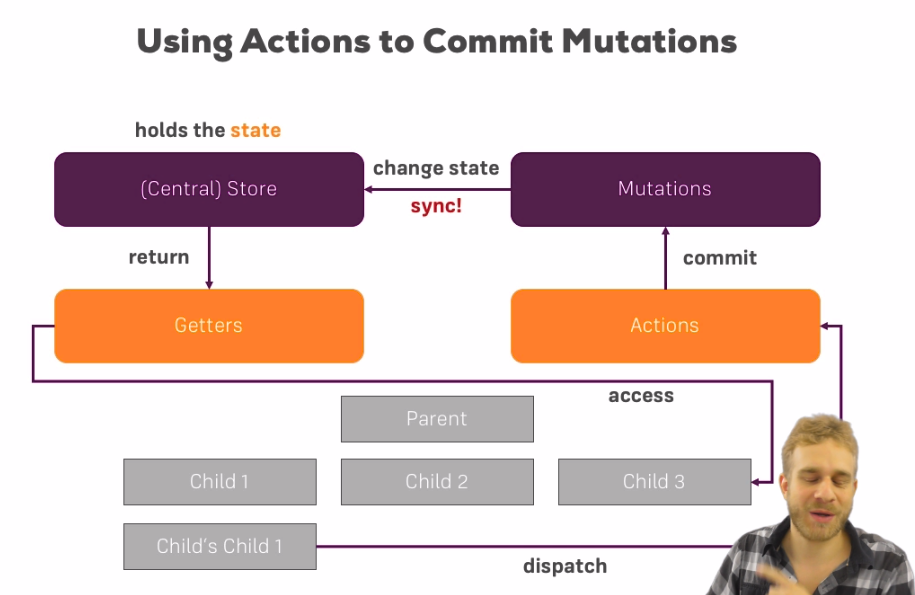 Using Actions to Commit Mutations
holds the state
(Central) Store
change state
sync!
Mutations
return
commit
Getters
Actions
access
Parent
Child 1
Child 2
Child 3
Child's Child 1
dispatch